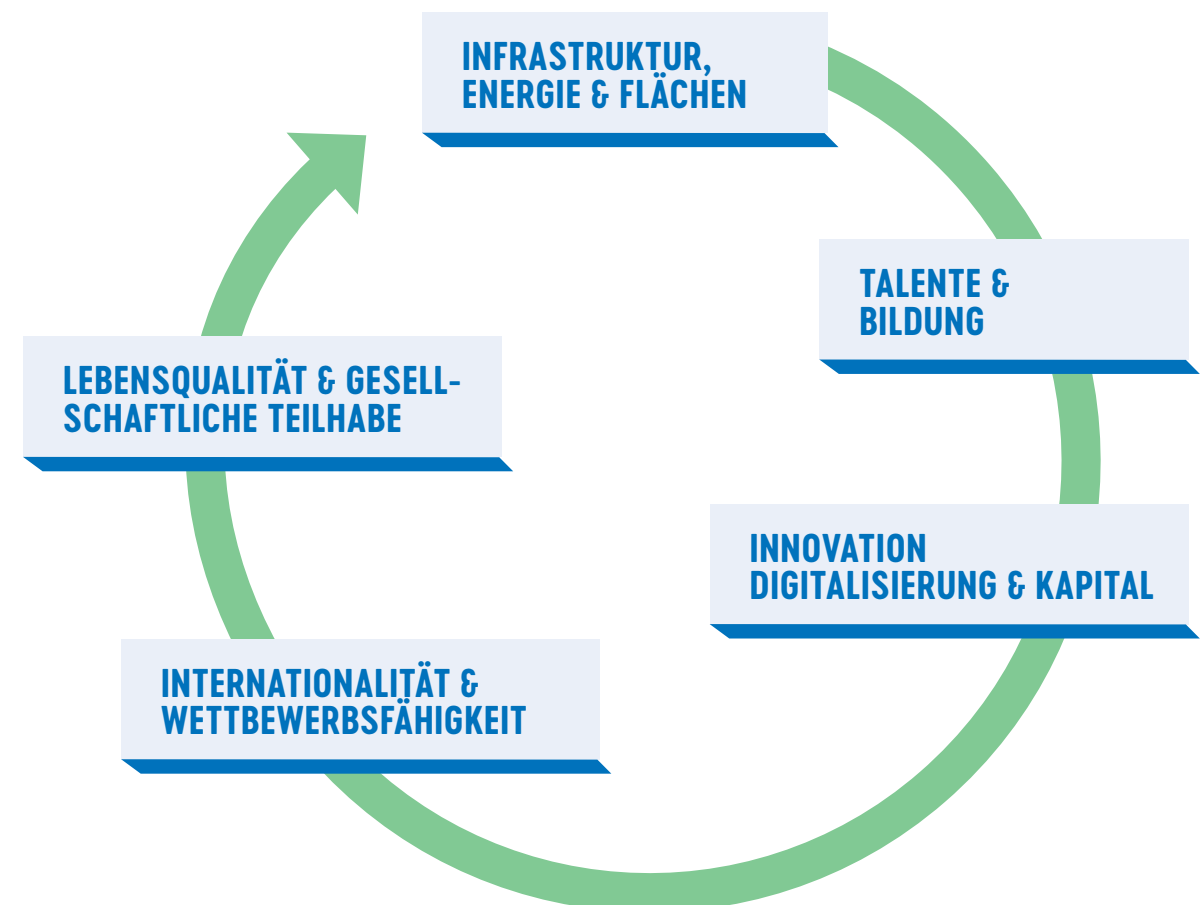 INFRASTRUKTUR,
ENERGIE & FLÄCHEN
TALENTE &
BILDUNG
INNOVATION
DIGITALISIERUNG & KAPITAL
INTERNATIONALITÄT &
WETTBEWERBSFÄHIGKEIT
LEBENSQUALITÄT & GESELL-
SCHAFTLICHE TEILHABE